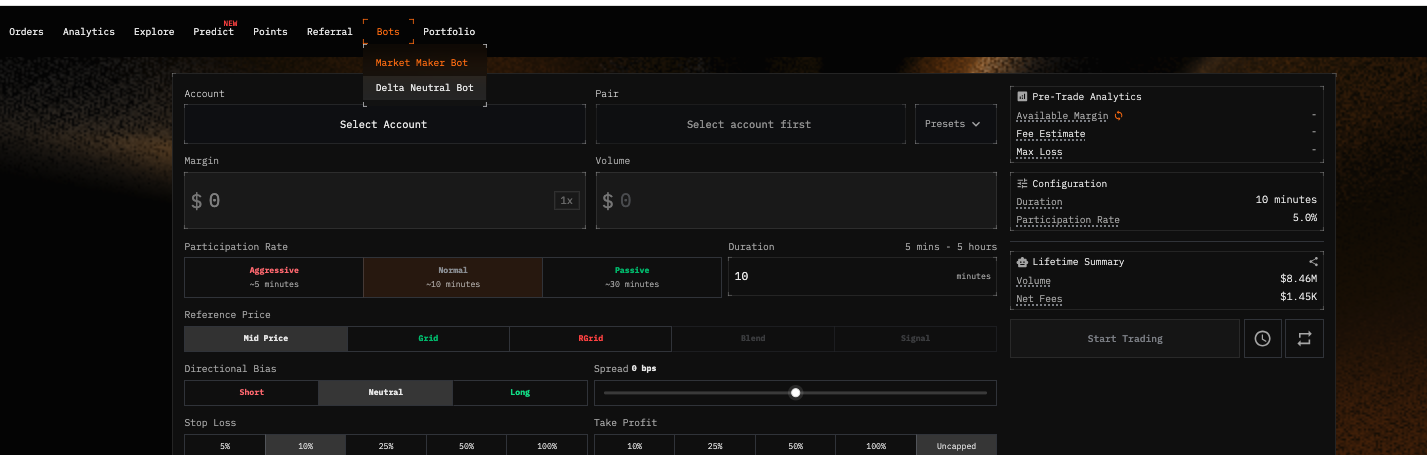 NEW
Orders Analytics Explore Predict Points Referral Bots Portfolio
Market Maker Bot
Delta Neutral Bot
Account
Select Account
Pair
Select account first
Presets
Margin
$ 0
1x
Volume
$ 0
Participation Rate
Aggressive
~5 minutes
Normal
~10 minutes
Passive
~30 minutes
Duration 5 mins - 5 hours
10 minutes
Reference Price
Mid Price Grid RGrid Blend Signal
Directional Bias
Short Neutral Long
Spread 0 bps
Stop Loss
5% 10% 25% 50% 100%
Take Profit
10% 25% 50% 100% Uncapped
Pre-Trade Analytics
Available Margin -
Fee Estimate -
Max Loss -
Configuration
Duration 10 minutes
Participation Rate 5.0%
Lifetime Summary
Volume $8.46M
Net Fees $1.45K
Start Trading